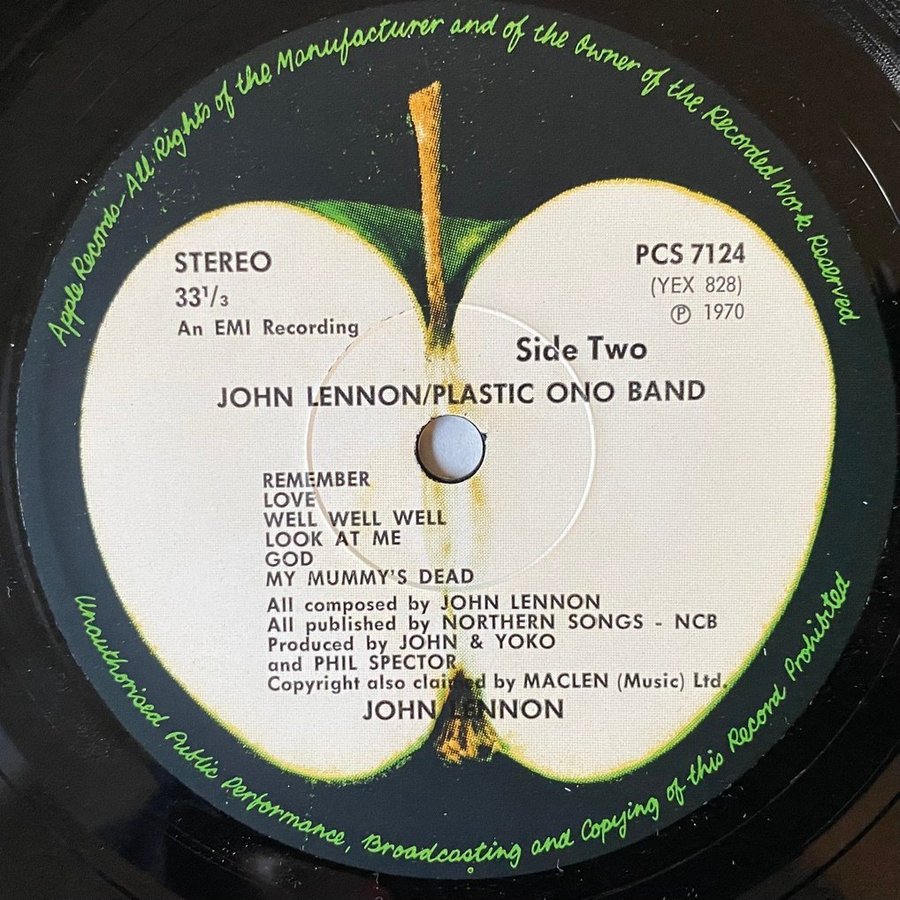 Apple Records—All Rights of the Manufacturer and of the Owner of the Recorded Work Reserved
STEREO
33 1/3
An EMI Recording
PCS 7124
(YEX 828)
℗ 1970
Side Two
JOHN LENNON/PLASTIC ONO BAND
REMEMBER
LOVE
WELL WELL WELL
LOOK AT ME
GOD
MY MUMMY'S DEAD
All composed by JOHN LENNON
All published by NORTHERN SONGS - NCB
Produced by JOHN & YOKO
and PHIL SPECTOR
Copyright also claimed by MACLEN (Music) Ltd.
JOHN LENNON
Unauthorised Public Performance, Broadcasting and Copying of this Record Prohibited